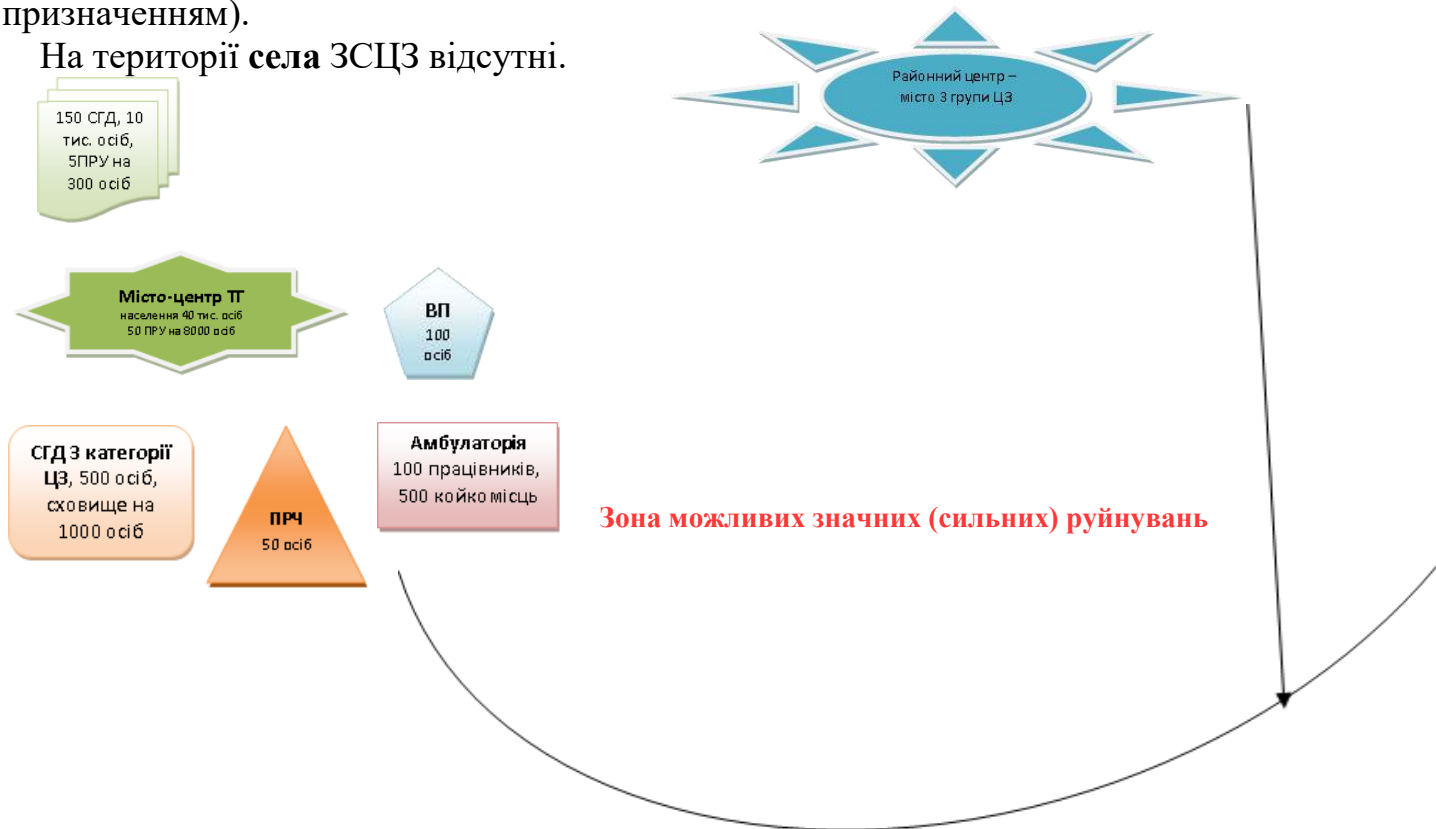 призначенням).
На території села ЗСЦЗ відсутні.
150 СГД, 10
тис. осіб,
5ПРУ на
300 осіб
Районний центр –
місто 3 групи ЦЗ
Місто-центр ТГ
населення 40 тис. осіб
50 ПРУ на 8000 осіб
ВП
100
осіб
СГД 3 категорії
ЦЗ, 500 осіб,
сховище на
1000 осіб
ПРЧ
50 осіб
Амбулаторія
100 працівників,
500 койкомісць
Зона можливих значних (сильних) руйнувань